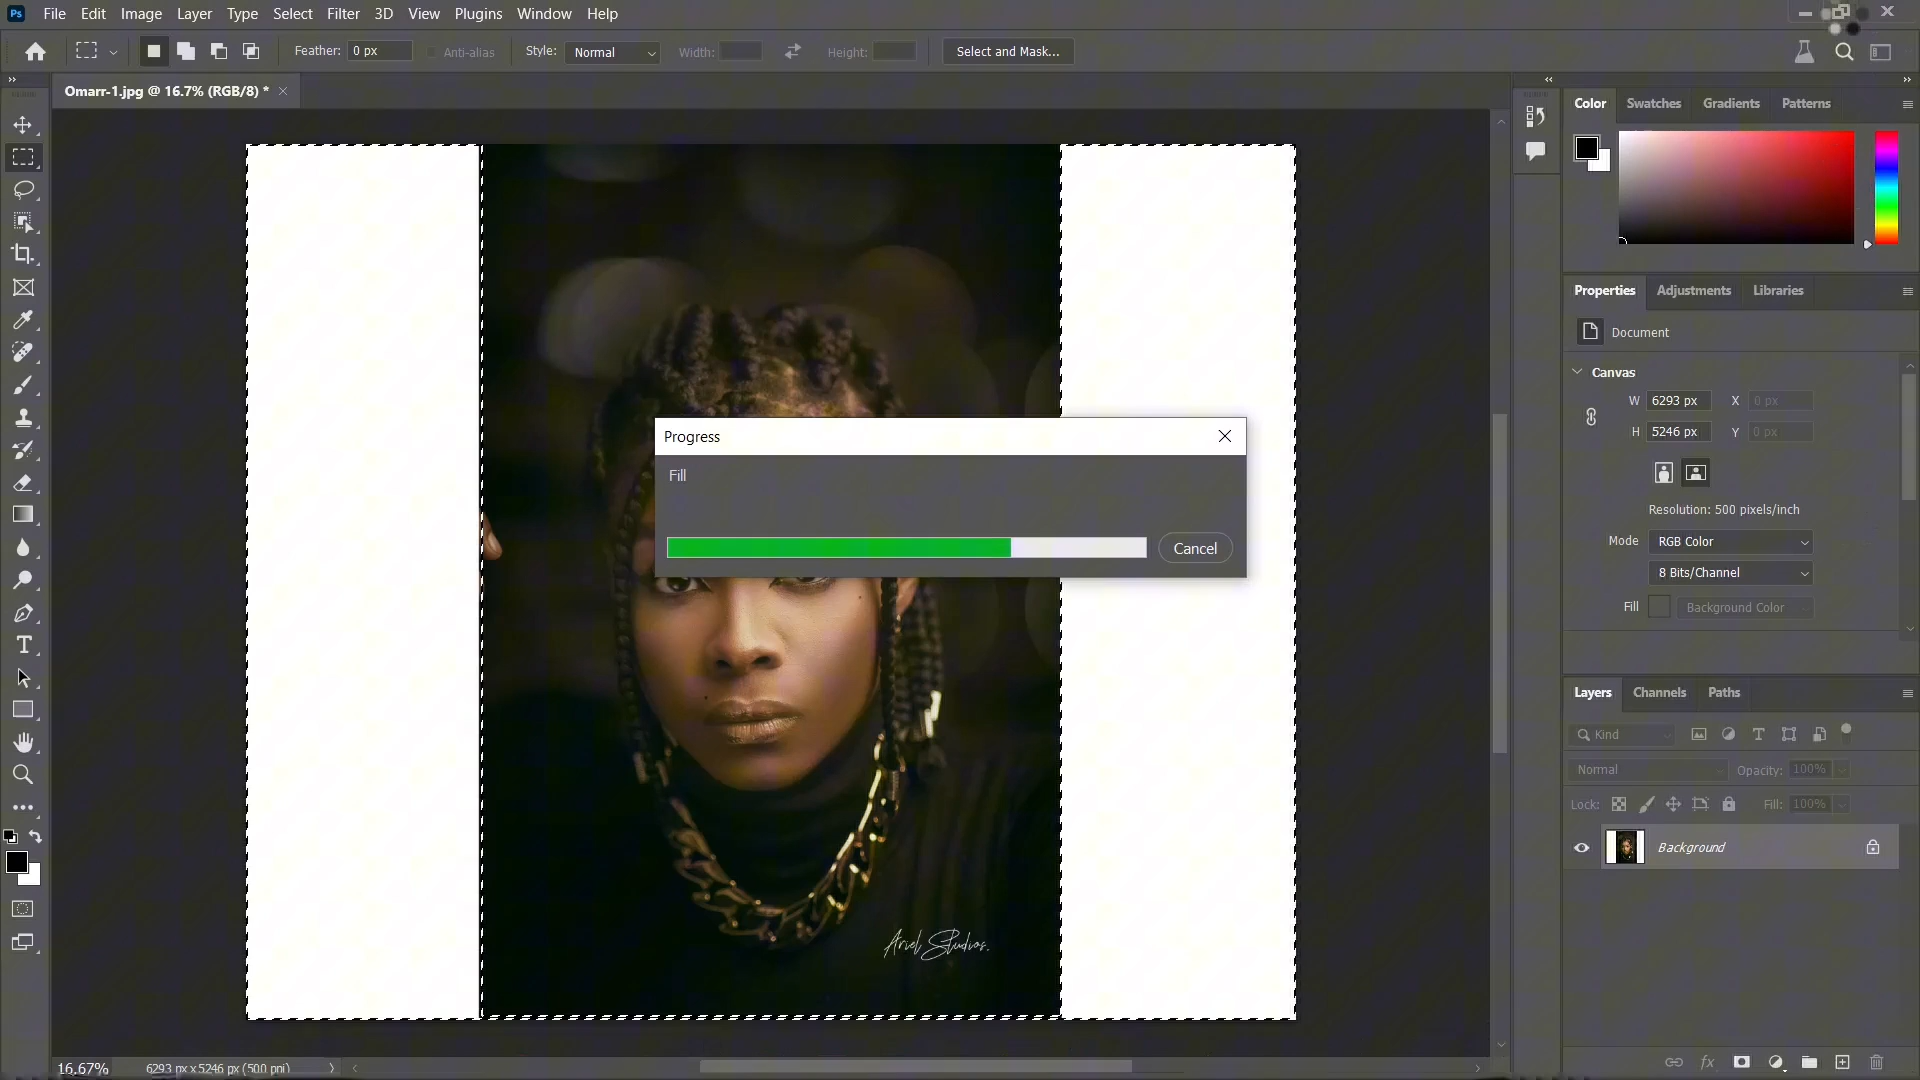 Ps File Edit Image Layer Type Select Filter 3D View Plugins Window Help
Feather: 0 px Anti-alias Style: Normal Width: Height: Select and Mask...
Omarr-1.jpg @ 16.7% (RGB/8) *
Color Swatches Gradients Patterns
Properties Adjustments Libraries
Document
Canvas
W 6293 px X 0 px
H 5246 px Y 0 px
Resolution: 500 pixels/inch
Mode RGB Color
8 Bits/Channel
Fill Background Color
Progress
Fill
Cancel
Layers Channels Paths
Kind
Normal Opacity: 100%
Lock: Fill: 100%
Background
Ariel Studios.
16.67% 6293 px x 5246 px (500 ppi)
fx